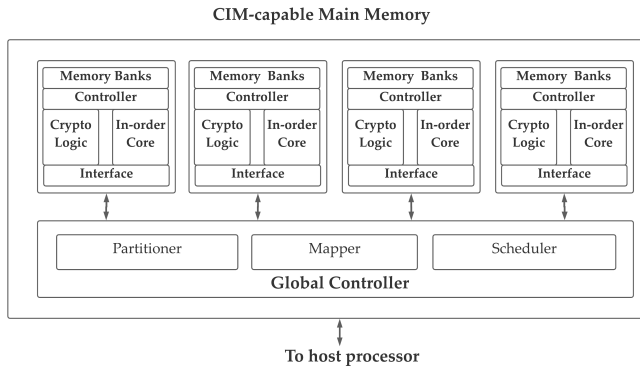 CIM-capable Main Memory
Memory Banks
Controller
Crypto Logic
In-order Core
Interface
Memory Banks
Controller
Crypto Logic
In-order Core
Interface
Memory Banks
Controller
Crypto Logic
In-order Core
Interface
Memory Banks
Controller
Crypto Logic
In-order Core
Interface
Partitioner
Mapper
Scheduler
Global Controller
To host processor